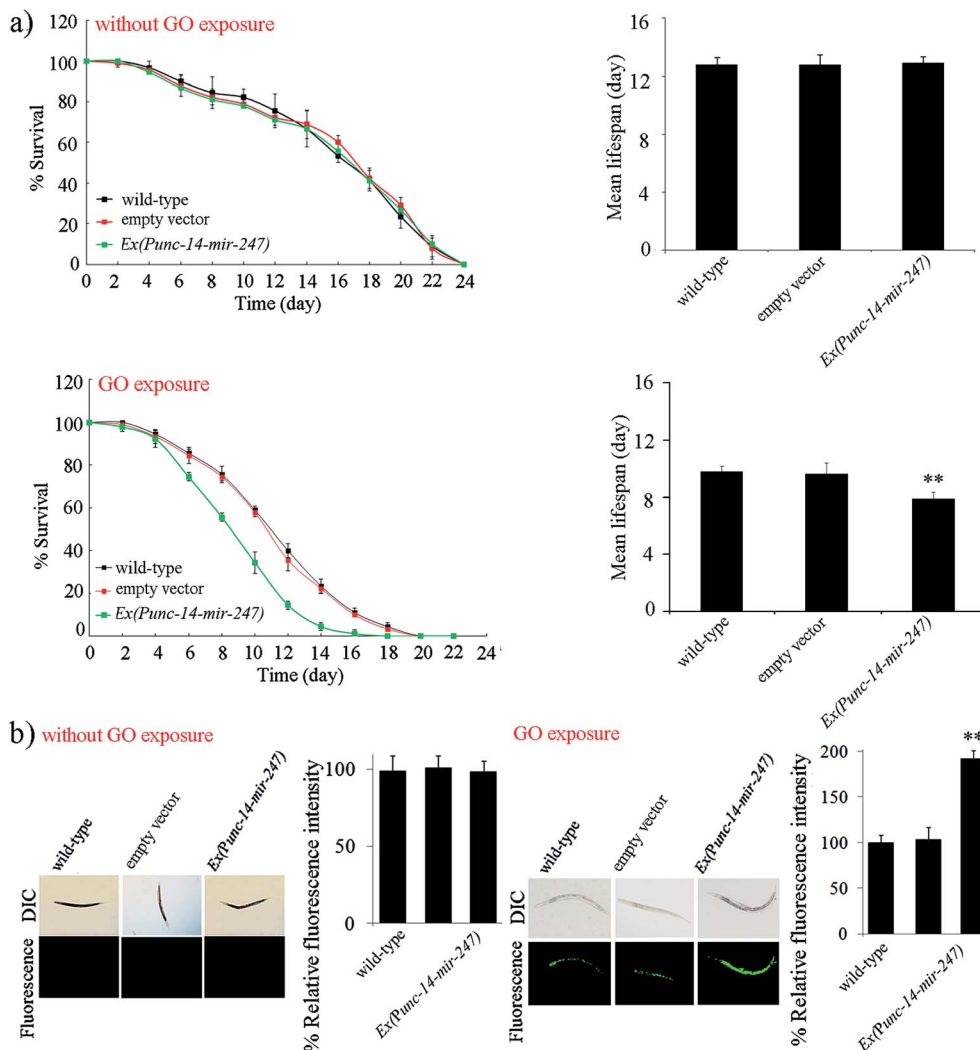 a)
without GO exposure
120
100
80
60
40
20
0
% Survival
wild-type
empty vector
Ex(Punc-14-mir-247)
0 2 4 6 8 10 12 14 16 18 20 22 24
Time (day)
16
12
8
4
0
Mean lifespan (day)
wild-type
empty vector
Ex(Punc-14-mir-247)
GO exposure
120
100
80
60
40
20
0
% Survival
wild-type
empty vector
Ex(Punc-14-mir-247)
0 2 4 6 8 10 12 14 16 18 20 22 24
Time (day)
16
12
8
4
0
Mean lifespan (day)
**
wild-type
empty vector
Ex(Punc-14-mir-247)
b)
without GO exposure
wild-type
empty vector
Ex(Punc-14-mir-247)
DIC
Fluorescence
% Relative fluorescence intensity
100
50
0
wild-type
Ex(Punc-14-mir-247)
GO exposure
wild-type
empty vector
Ex(Punc-14-mir-247)
DIC
Fluorescence
% Relative fluorescence intensity
200
150
100
50
0
**
wild-type
Ex(Punc-14-mir-247)